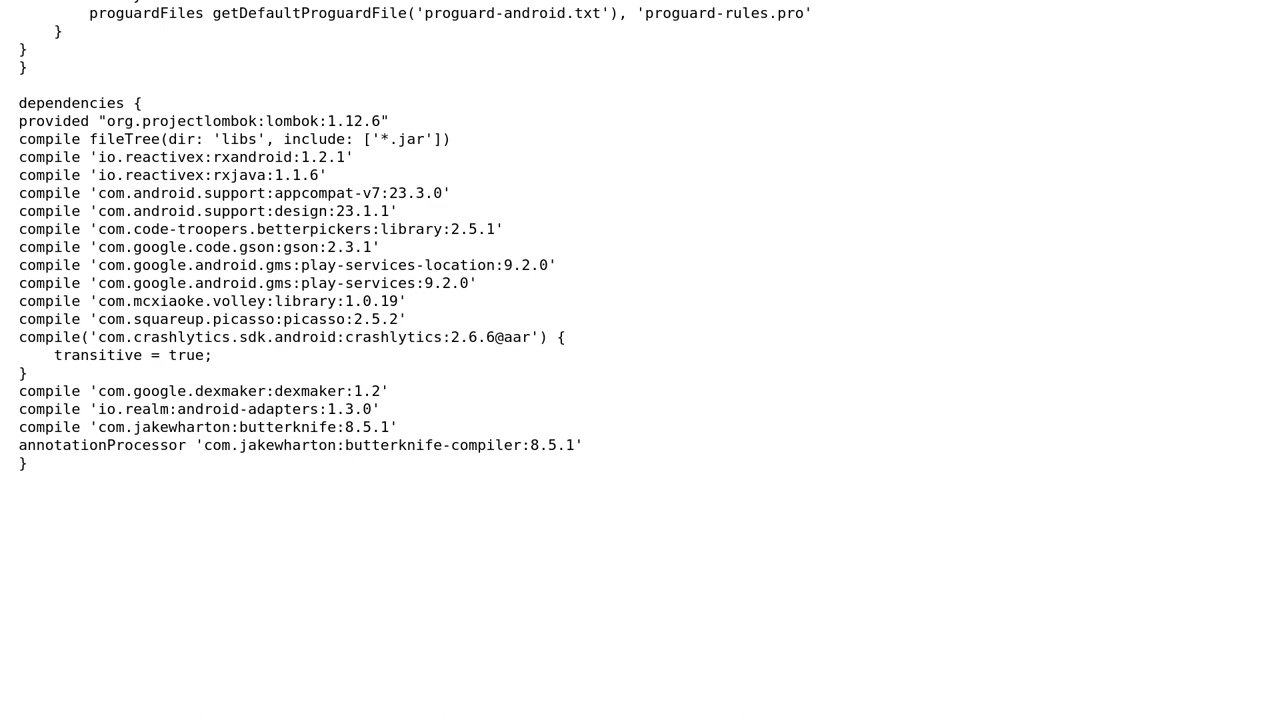 proguardFiles getDefaultProguardFile('proguard-android.txt'), 'proguard-rules.pro'
}
}
}
dependencies {
provided "org.projectlombok:lombok:1.12.6"
compile fileTree(dir: 'libs', include: ['*.jar'])
compile 'io.reactivex:rxandroid:1.2.1'
compile 'io.reactivex:rxjava:1.1.6'
compile 'com.android.support:appcompat-v7:23.3.0'
compile 'com.android.support:design:23.1.1'
compile 'com.code-troopers.betterpickers:library:2.5.1'
compile 'com.google.code.gson:gson:2.3.1'
compile 'com.google.android.gms:play-services-location:9.2.0'
compile 'com.google.android.gms:play-services:9.2.0'
compile 'com.mcxiaoke.volley:library:1.0.19'
compile 'com.squareup.picasso:picasso:2.5.2'
compile('com.crashlytics.sdk.android:crashlytics:2.6.6@aar') {
transitive = true;
}
compile 'com.google.dexmaker:dexmaker:1.2'
compile 'io.realm:android-adapters:1.3.0'
compile 'com.jakewharton:butterknife:8.5.1'
annotationProcessor 'com.jakewharton:butterknife-compiler:8.5.1'
}